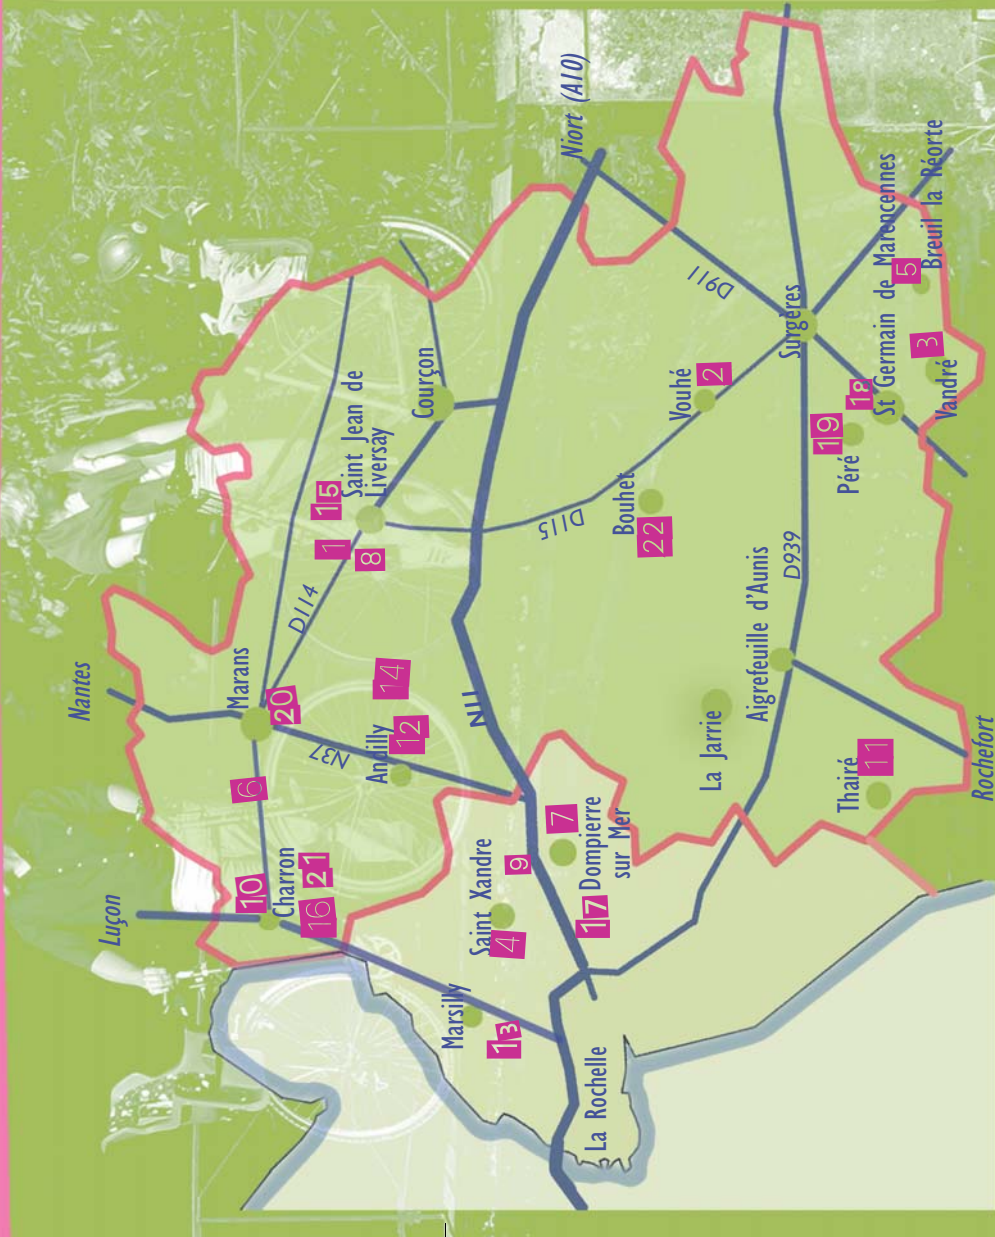 Nantes
Luçon
Marans
20
6
10
Charron
21
16
N37
Andilly
12
14
D114
1
8
15
Saint Jean de
Liversay
Courçon
Niort (A10)
N11
Marsilly
13
Saint Xandre
4
9
7
Dompierre
sur Mer
17
La Rochelle
D115
Bouhet
22
Vouhé
2
D911
Surgères
D939
Aigrefeuille d'Aunis
La Jarrie
Thairé
11
Rochefort
Péré
19
18
St Germain de Marencennes
5
Breuil la Réorte
3
Vandré